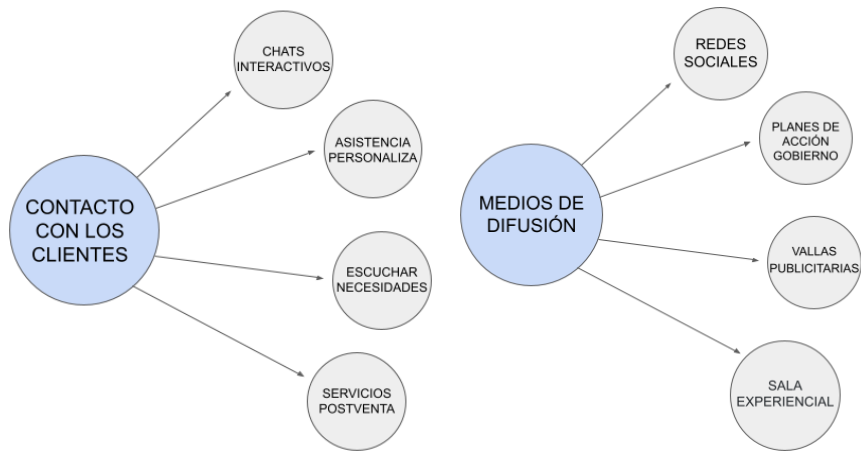 CHATS
INTERACTIVOS
ASISTENCIA
PERSONALIZA
CONTACTO
CON LOS
CLIENTES
ESCUCHAR
NECESIDADES
SERVICIOS
POSTVENTA
REDES
SOCIALES
PLANES DE
ACCIÓN
GOBIERNO
MEDIOS DE
DIFUSIÓN
VALLAS
PUBLICITARIAS
SALA
EXPERIENCIAL